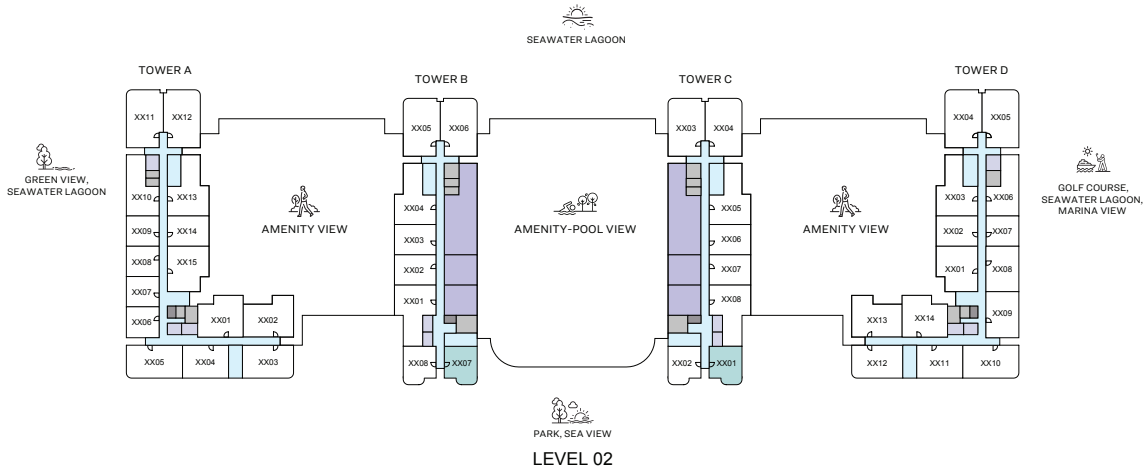 SEAWATER LAGOON
TOWER A
TOWER B
TOWER C
TOWER D
XX11
XX12
XX05
XX06
XX03
XX04
XX04
XX05
GREEN VIEW,
SEAWATER LAGOON
GOLF COURSE,
SEAWATER LAGOON,
MARINA VIEW
XX10
XX13
XX04
XX05
XX03
XX06
AMENITY VIEW
AMENITY-POOL VIEW
AMENITY VIEW
XX09
XX14
XX03
XX06
XX02
XX07
XX08
XX15
XX02
XX07
XX01
XX08
XX07
XX01
XX08
XX06
XX01
XX02
XX13
XX14
XX09
XX05
XX04
XX03
XX08
XX07
XX02
XX01
XX12
XX11
XX10
PARK, SEA VIEW
LEVEL 02